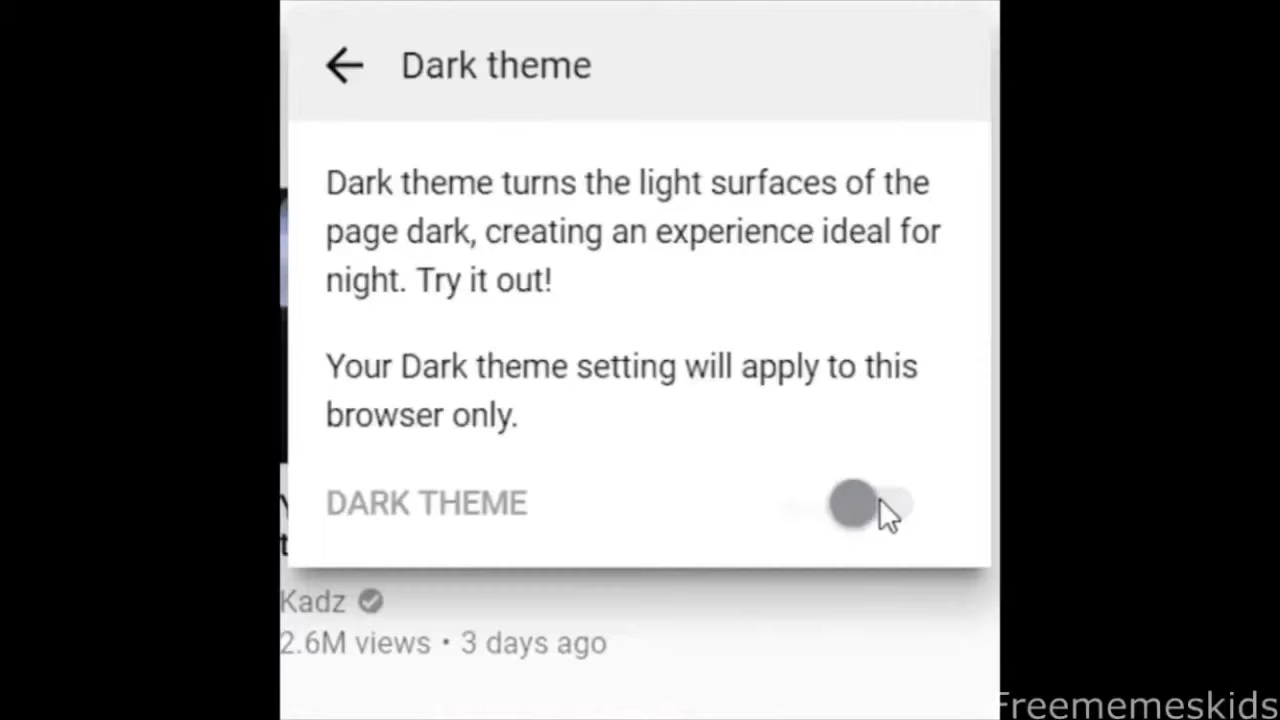 Dark theme
Dark theme turns the light surfaces of the
page dark, creating an experience ideal for
night. Try it out!
Your Dark theme setting will apply to this
browser only.
DARK THEME
Kadz
2.6M views • 3 days ago
Freememeskids